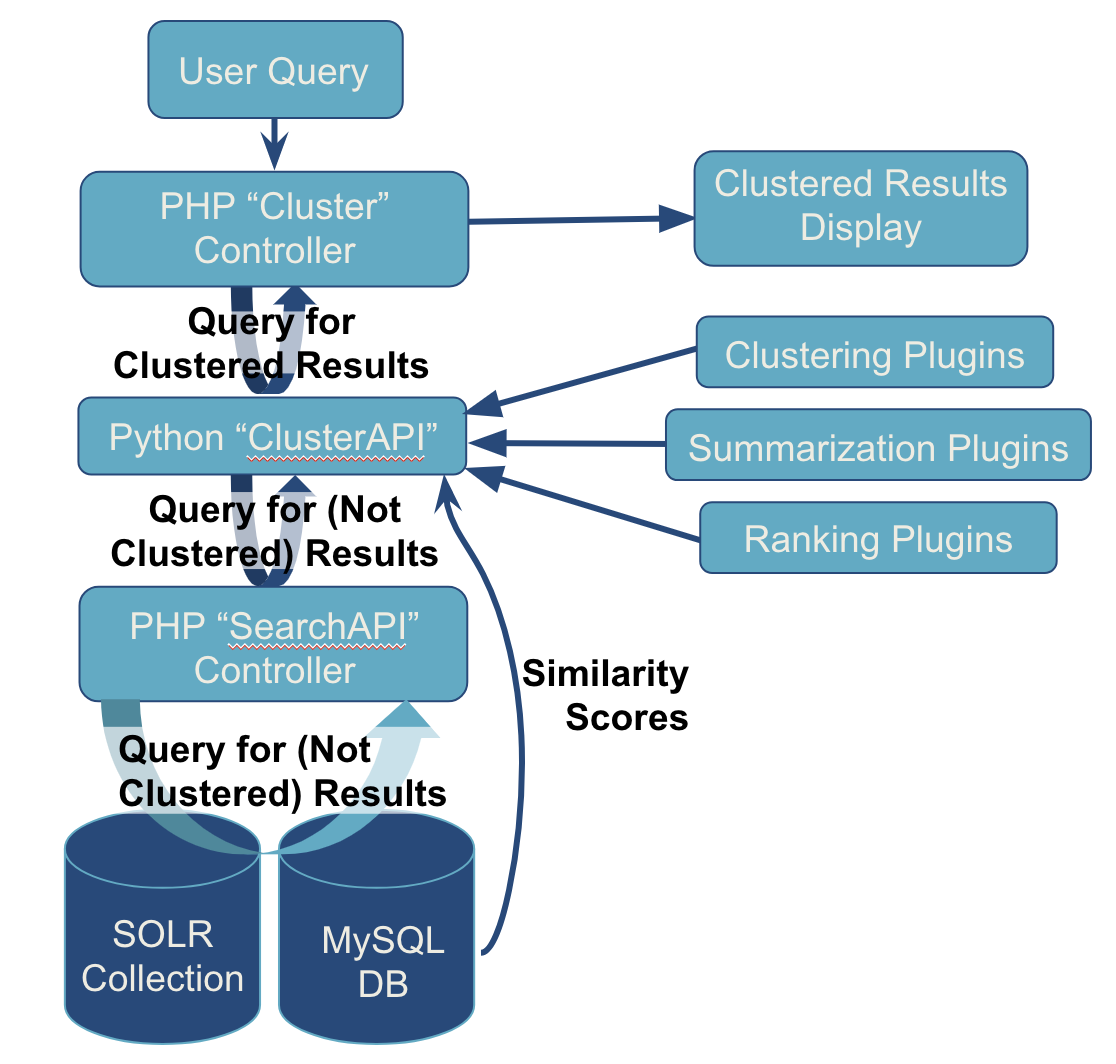 User Query
PHP “Cluster”
Controller
Clustered Results
Display
Query for
Clustered Results
Clustering Plugins
Python “ClusterAPI”
Summarization Plugins
Query for (Not
Clustered) Results
Ranking Plugins
PHP “SearchAPI”
Controller
Similarity
Scores
Query for (Not
Clustered) Results
SOLR
Collection
MySQL
DB